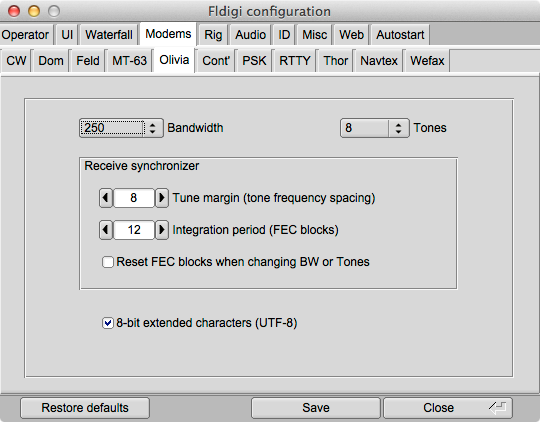 Fldigi configuration
Operator UI Waterfall Modems Rig Audio ID Misc Web Autostart
CW Dom Feld MT-63 Olivia Cont' PSK RTTY Thor Navtex Wefax
250 Bandwidth 8 Tones
Receive synchronizer
8 Tune margin (tone frequency spacing)
12 Integration period (FEC blocks)
Reset FEC blocks when changing BW or Tones
8-bit extended characters (UTF-8)
Restore defaults Save Close